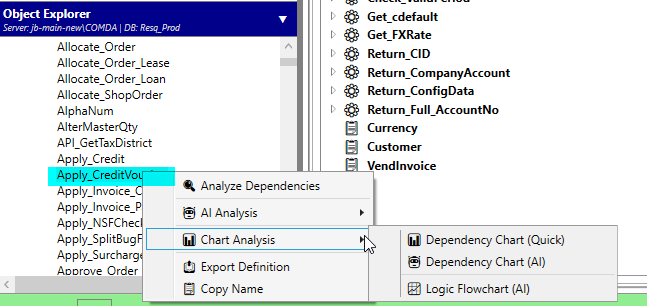 Object Explorer
Server: jb-main-new\COMDA | DB: Resq_Prod
Allocate_Order
Allocate_Order_Lease
Allocate_Order_Loan
Allocate_ShopOrder
AlphaNum
AlterMasterQty
API_GetTaxDistrict
Apply_Credit
Apply_CreditVou
Apply_Invoice_C
Apply_Invoice_P
Apply_NSFChec
Apply_SplitBugF
Apply_Surcharge
Approve_Order
Get_cdefault
Get_FXRate
Return_CID
Return_CompanyAccount
Return_ConfigData
Return_Full_AccountNo
Currency
Customer
VendInvoice
Analyze Dependencies
AI Analysis
Chart Analysis
Export Definition
Copy Name
Dependency Chart (Quick)
Dependency Chart (AI)
Logic Flowchart (AI)